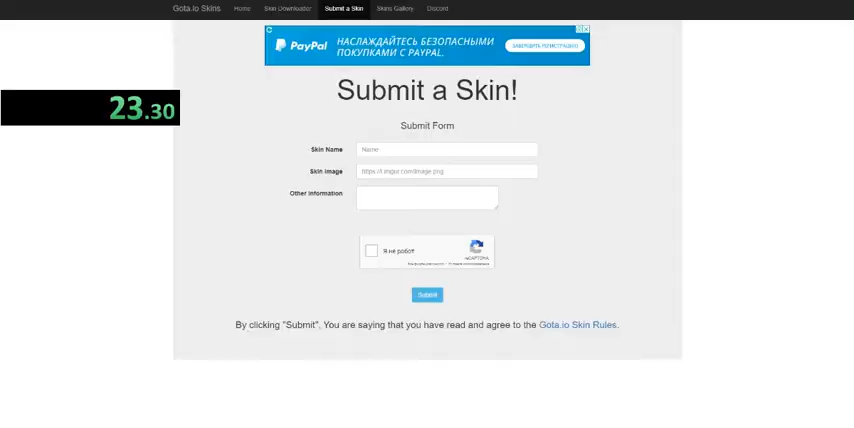 Gota.io Skins Home Skin Downloader Submit a Skin Skins Gallery Discord
PayPal НАСЛАЖДАЙТЕСЬ БЕЗОПАСНЫМИ
ПОКУПКАМИ С PAYPAL.
ЗАВЕРШИТЬ РЕГИСТРАЦИЮ
Submit a Skin!
23.30
Submit Form
Skin Name Name
Skin Image https://i.imgur.com/image.png
Other Information
Я не робот
reCAPTCHA
Submit
By clicking "Submit", You are saying that you have read and agree to the Gota.io Skin Rules.